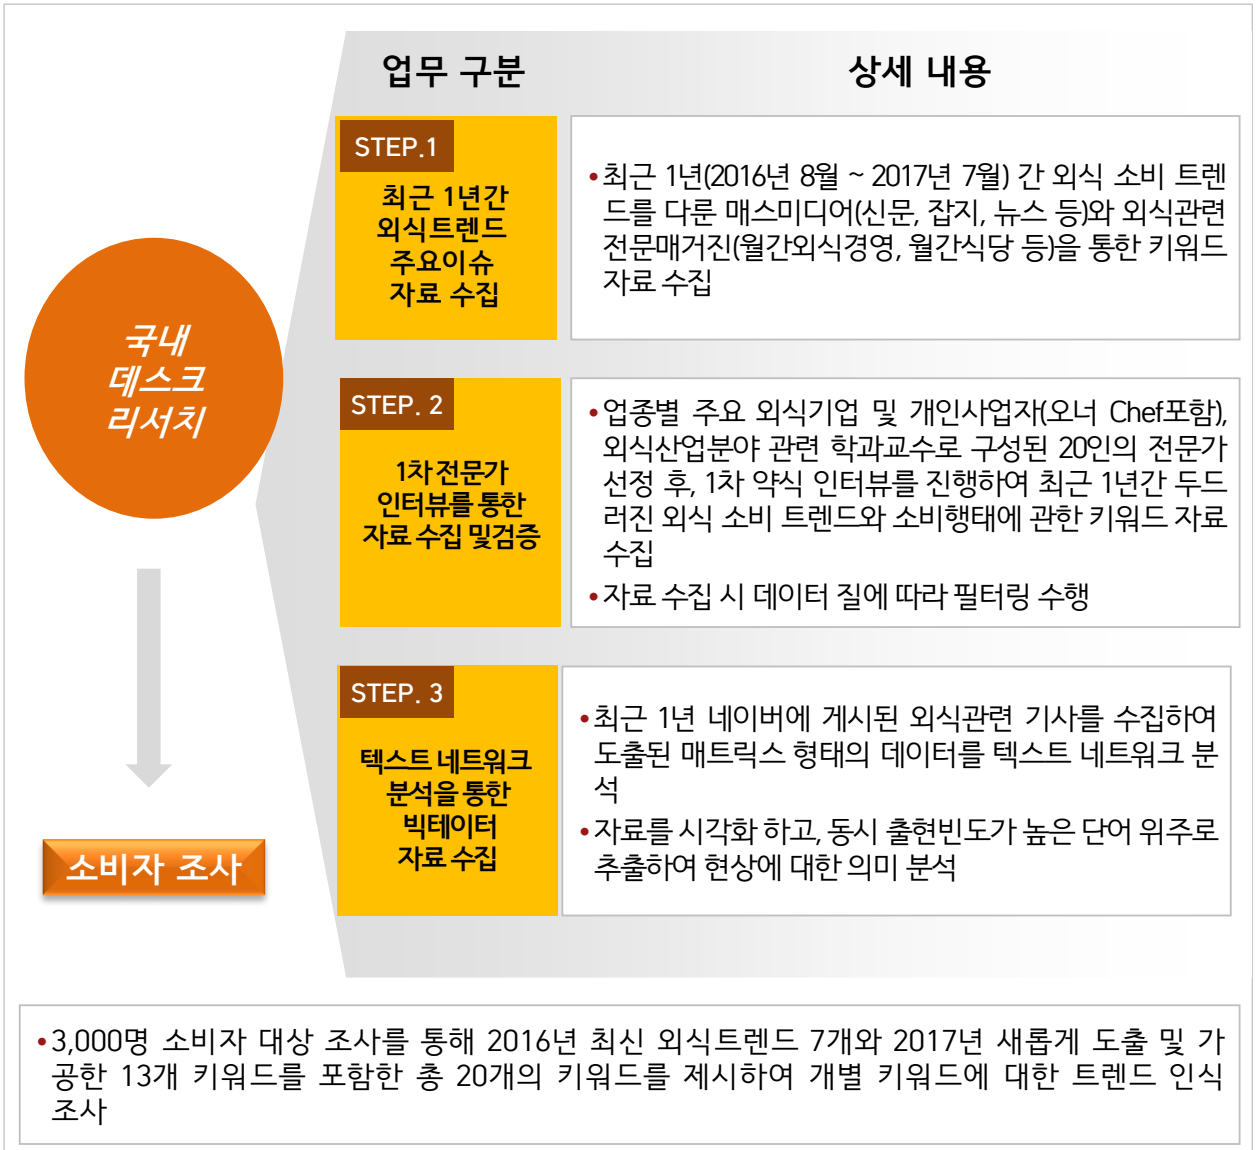 업무 구분
상세 내용
STEP.1
최근 1년간
외식트렌드
주요이슈
자료 수집
•최근 1년(2016년 8월 ~ 2017년 7월) 간 외식 소비 트렌
드를 다룬 매스미디어(신문, 잡지, 뉴스 등)와 외식관련
전문매거진(월간외식경영, 월간식당 등)을 통한 키워드
자료 수집
국내
데스크
리서치
STEP. 2
1차 전문가
인터뷰를 통한
자료 수집 및검증
•업종별 주요 외식기업 및 개인사업자(오너 Chef포함),
외식산업분야 관련 학과교수로 구성된 20인의 전문가
선정 후, 1차 약식 인터뷰를 진행하여 최근 1년간 두드
러진 외식 소비 트렌드와 소비행태에 관한 키워드 자료
수집
•자료 수집 시 데이터 질에 따라 필터링 수행
STEP. 3
텍스트 네트워크
분석을 통한
빅테이터
자료 수집
•최근 1년 네이버에 게시된 외식관련 기사를 수집하여
도출된 매트릭스 형태의 데이터를 텍스트 네트워크 분
석
•자료를 시각화 하고, 동시 출현빈도가 높은 단어 위주로
추출하여 현상에 대한 의미 분석
소비자 조사
•3,000명 소비자 대상 조사를 통해 2016년 최신 외식트렌드 7개와 2017년 새롭게 도출 및 가
공한 13개 키워드를 포함한 총 20개의 키워드를 제시하여 개별 키워드에 대한 트렌드 인식
조사